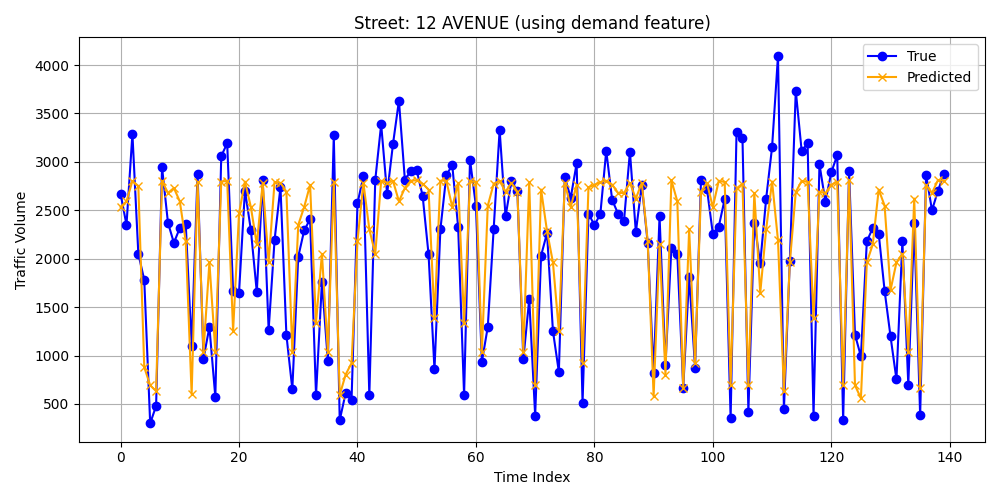 Street: 12 AVENUE (using demand feature)
True
Predicted
Traffic Volume
4000
3500
3000
2500
2000
1500
1000
500
0 20 40 60 80 100 120 140
Time Index